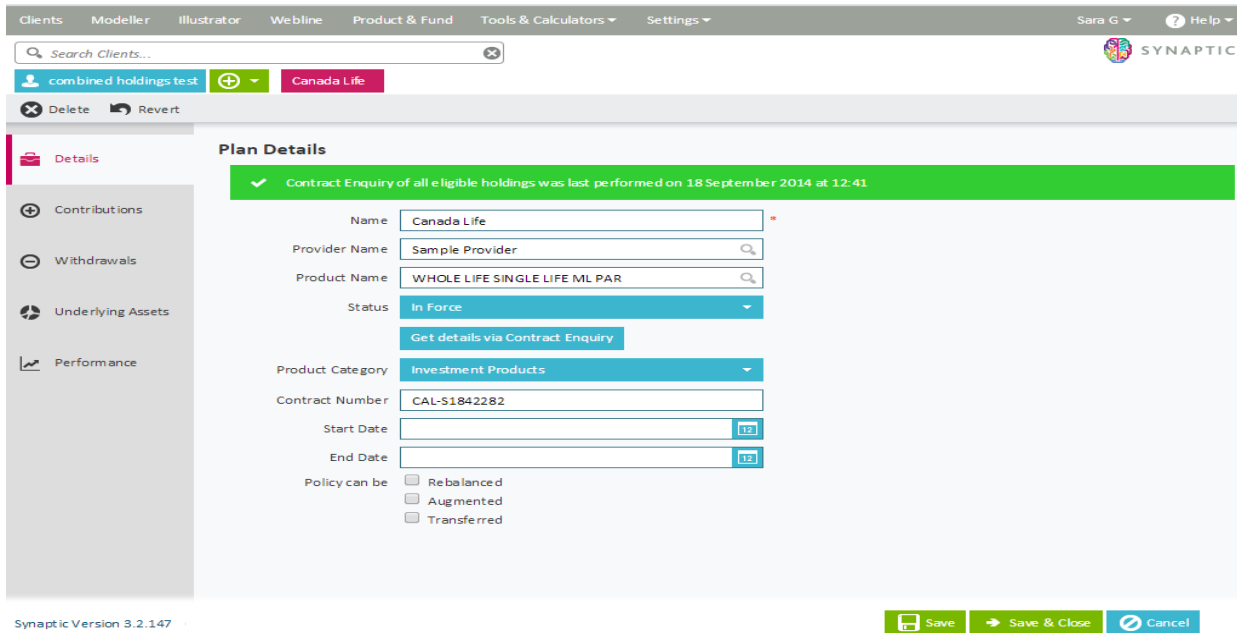 Clients Modeller Illustrator Webline Product & Fund Tools & Calculators Settings Sara G ? Help
Search Clients... SYNAPTIC
combined holdings test Canada Life
Delete Revert
Plan Details
Details
Contract Enquiry of all eligible holdings was last performed on 18 September 2014 at 12:41
Contributions
Name Canada Life *
Provider Name Sample Provider
Withdrawals
Product Name WHOLE LIFE SINGLE LIFE ML PAR
Status In Force
Underlying Assets
Get details via Contract Enquiry
Performance
Product Category Investment Products
Contract Number CAL-S1842282
Start Date 12
End Date 12
Policy can be Rebalanced
Augmented
Transferred
Synaptic Version 3.2.147 Save Save & Close Cancel